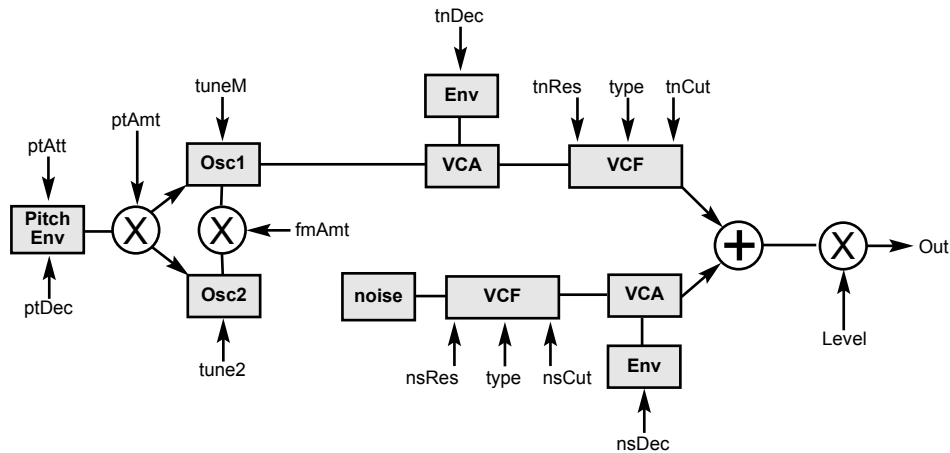 tnDec
tuneM
Env
tnRes
type
tnCut
ptAmt
ptAtt
Osc1
VCA
VCF
Pitch
Env
X
X
fmAmt
+
X
Out
ptDec
Osc2
noise
VCF
VCA
tune2
nsRes
type
nsCut
Env
Level
nsDec